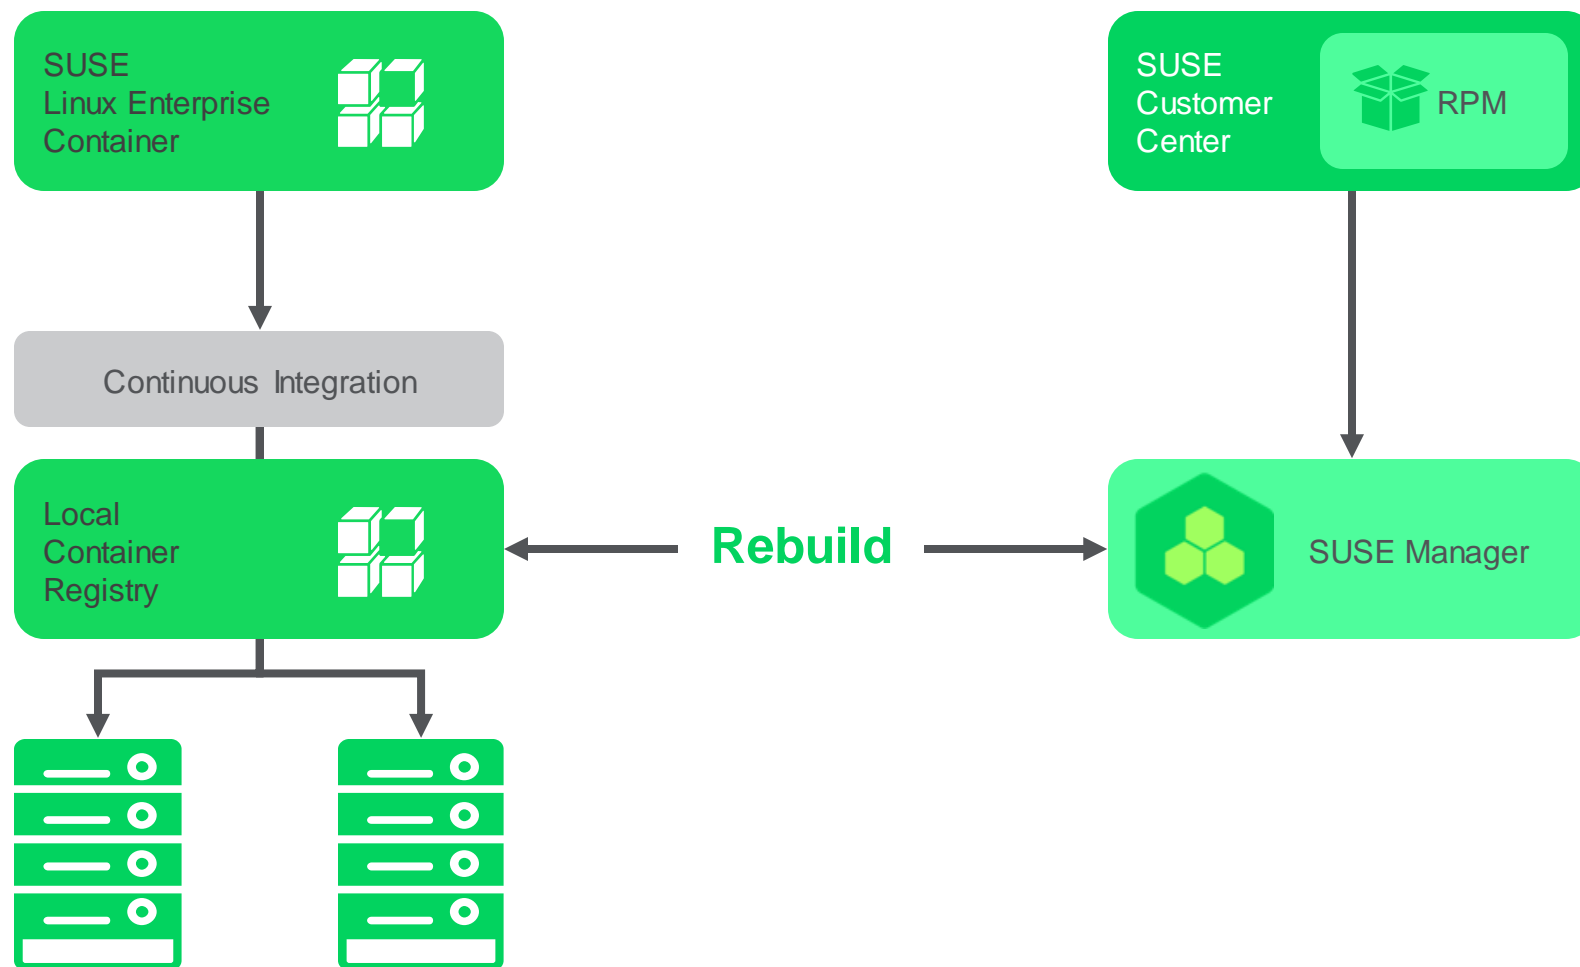 SUSE
Linux Enterprise
Container
SUSE
Customer
Center
RPM
Continuous Integration
Local
Container
Registry
Rebuild
SUSE Manager